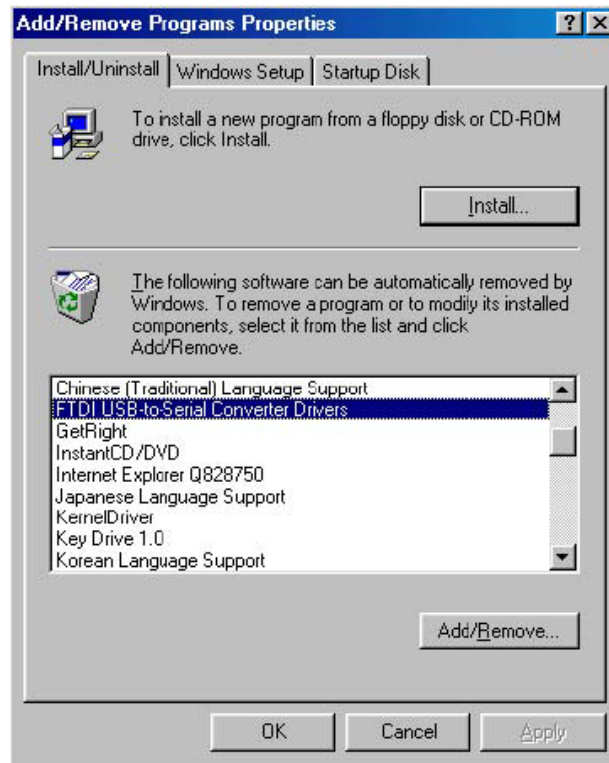 Add/Remove Programs Properties
Install/Uninstall
Windows Setup
Startup Disk
To install a new program from a floppy disk or CD-ROM
drive, click Install.
Install...
The following software can be automatically removed by
Windows. To remove a program or to modify its installed
components, select it from the list and click
Add/Remove.
Chinese (Traditional) Language Support
FTDI USB-to-Serial Converter Drivers
GetRight
InstantCD/DVD
Internet Explorer Q828750
Japanese Language Support
KernelDriver
Key Drive 1.0
Korean Language Support
Add/Remove...
OK
Cancel
Apply